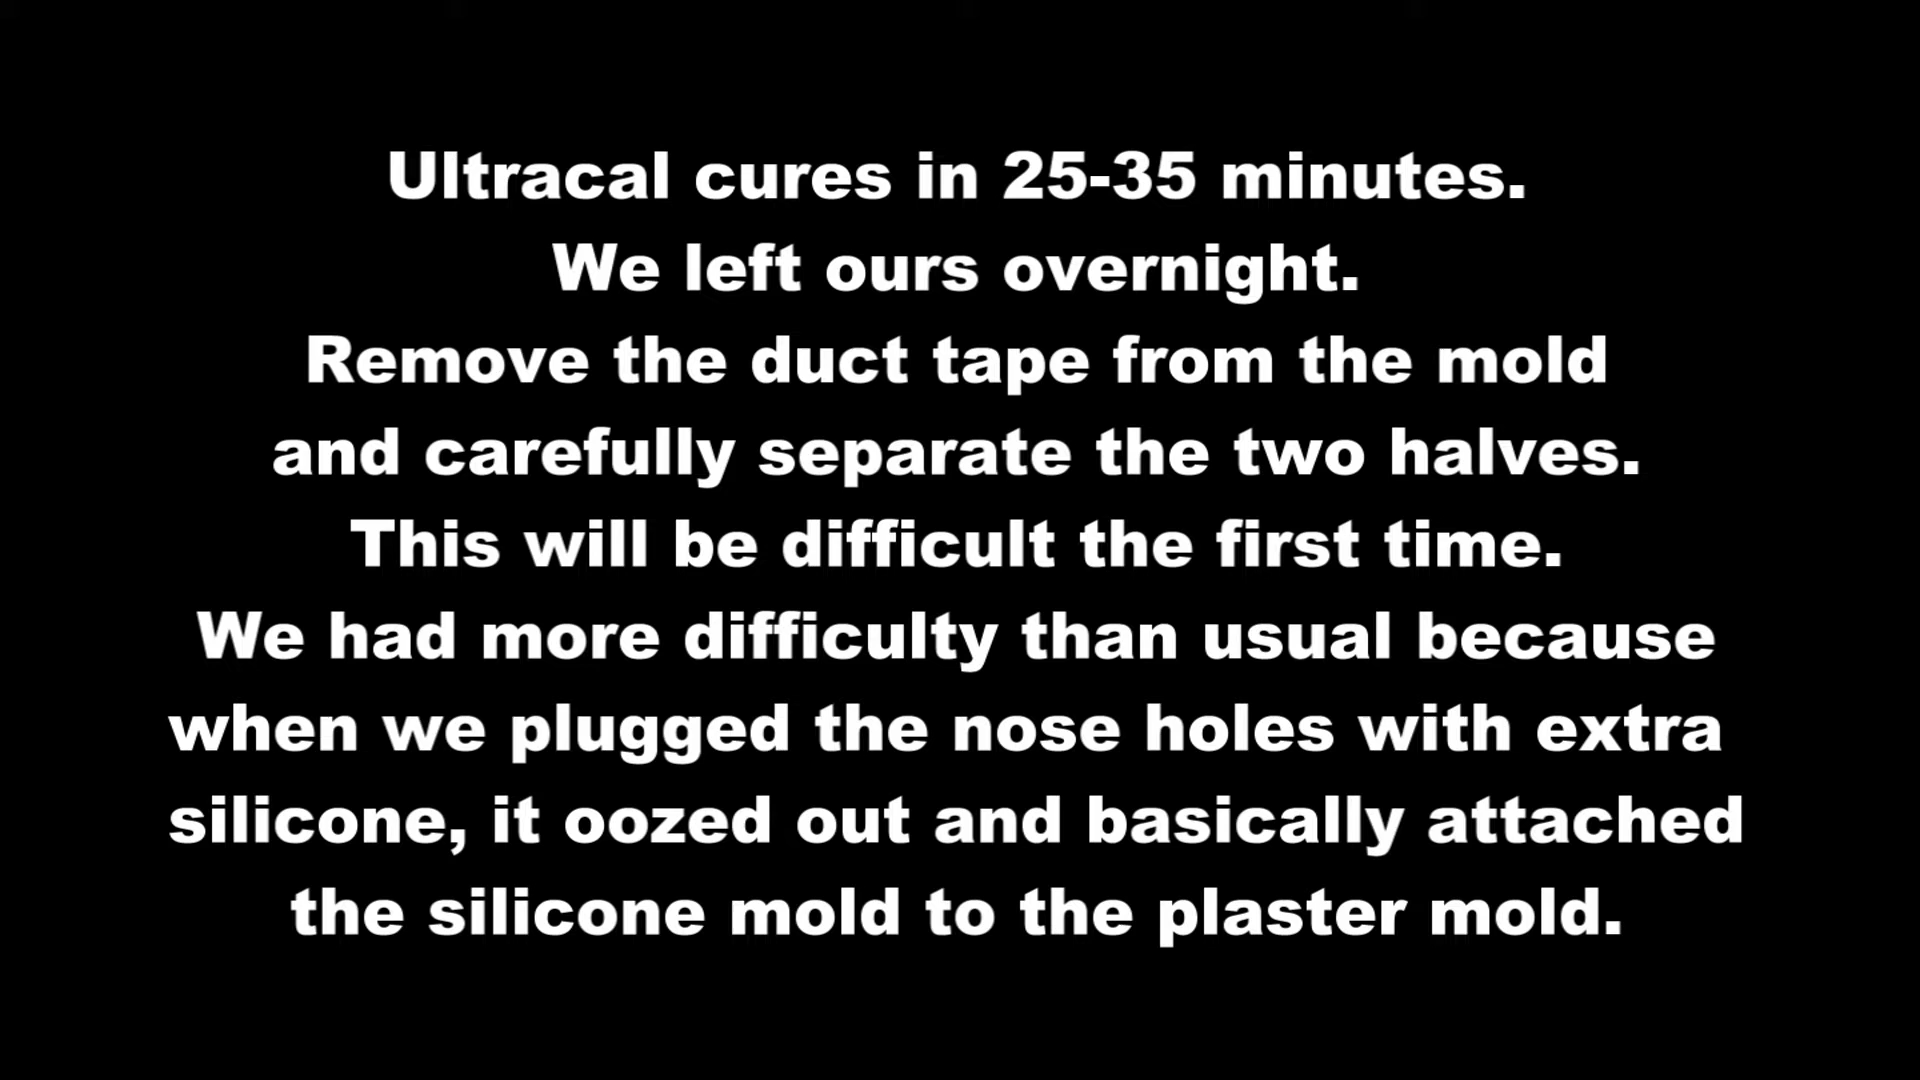 Ultracal cures in 25-35 minutes.
We left ours overnight.
Remove the duct tape from the mold
and carefully separate the two halves.
This will be difficult the first time.
We had more difficulty than usual because
when we plugged the nose holes with extra
silicone, it oozed out and basically attached
the silicone mold to the plaster mold.